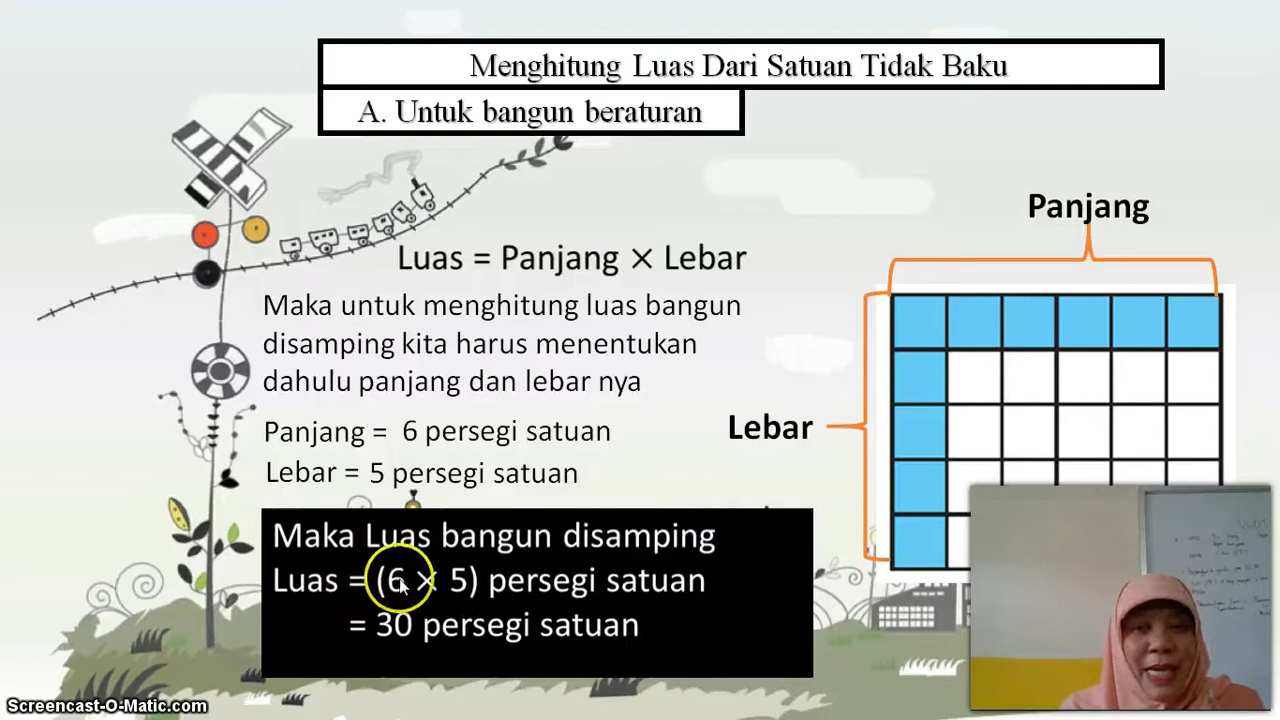 Menghitung Luas Dari Satuan Tidak Baku
A. Untuk bangun beraturan
Panjang
Luas = Panjang × Lebar
Maka untuk menghitung luas bangun
disamping kita harus menentukan
dahulu panjang dan lebar nya
Lebar
Panjang = 6 persegi satuan
Lebar = 5 persegi satuan
Maka Luas bangun disamping
Luas = (6 × 5) persegi satuan
= 30 persegi satuan
Screencast-O-Matic.com